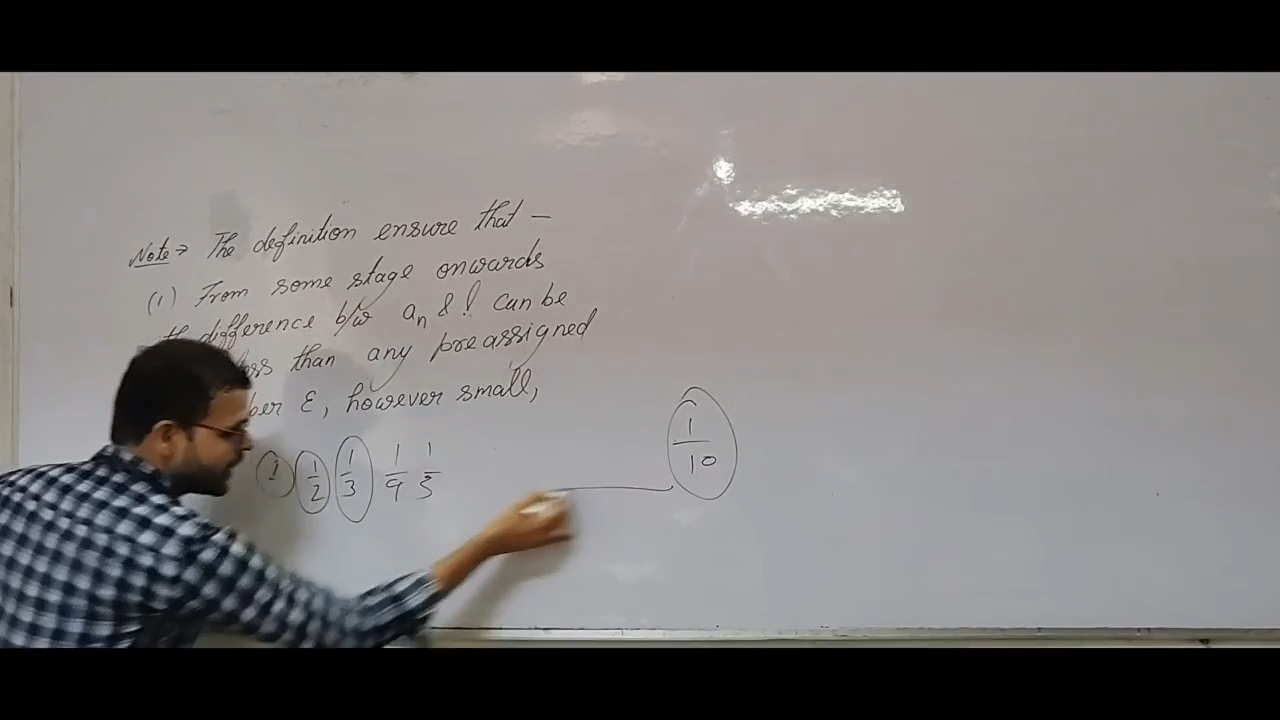 Note → The definition ensure that —
(1) From some stage onwards
difference b/w an & l can be
than any preassigned
ε, however small,
1 1/2 1/3 1/4 1/5 1/10